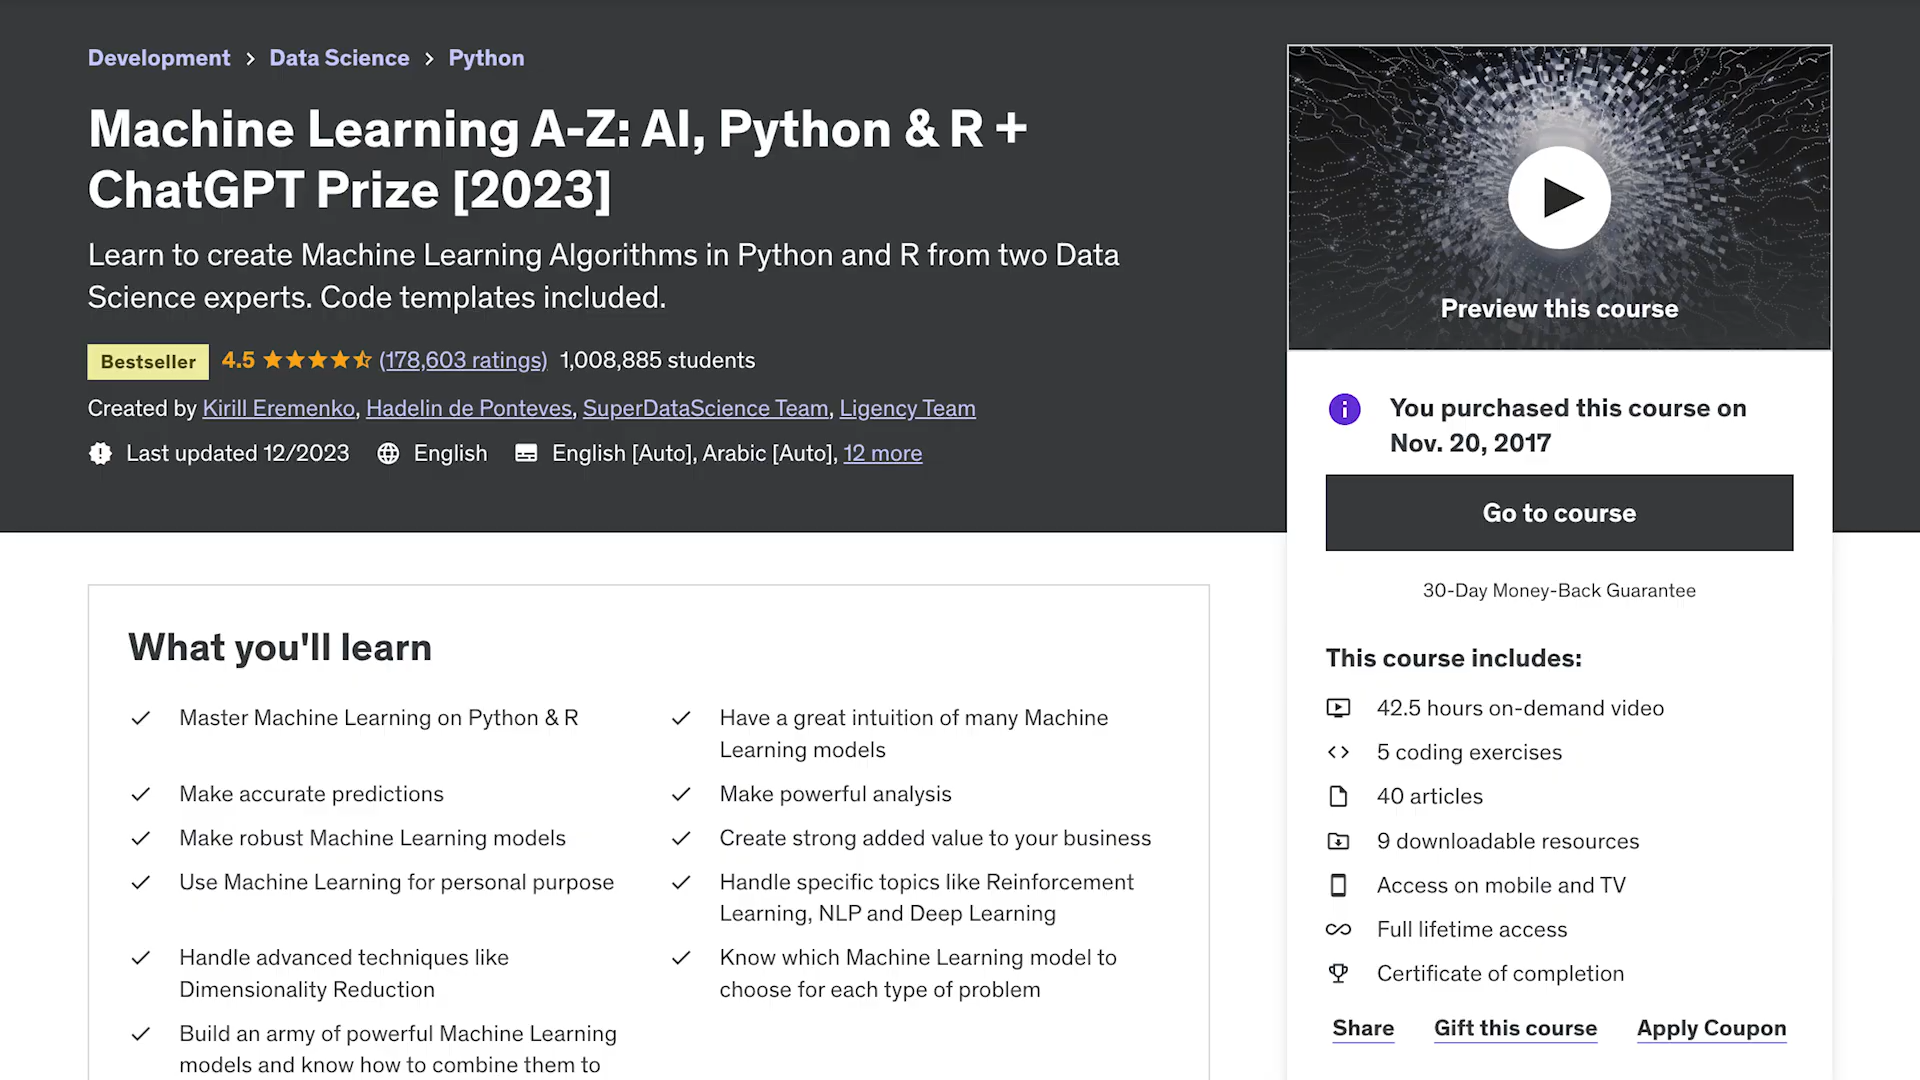 Development > Data Science > Python
Machine Learning A-Z: AI, Python & R +
ChatGPT Prize [2023]
Learn to create Machine Learning Algorithms in Python and R from two Data
Science experts. Code templates included.
Bestseller 4.5 (178,603 ratings) 1,008,885 students
Created by Kirill Eremenko, Hadelin de Ponteves, SuperDataScience Team, Ligency Team
Last updated 12/2023 English English [Auto], Arabic [Auto], 12 more
Preview this course
You purchased this course on
Nov. 20, 2017
Go to course
30-Day Money-Back Guarantee
This course includes:
42.5 hours on-demand video
5 coding exercises
40 articles
9 downloadable resources
Access on mobile and TV
Full lifetime access
Certificate of completion
Share Gift this course Apply Coupon
What you'll learn
Master Machine Learning on Python & R
Have a great intuition of many Machine
Learning models
Make accurate predictions
Make powerful analysis
Make robust Machine Learning models
Create strong added value to your business
Use Machine Learning for personal purpose
Handle specific topics like Reinforcement
Learning, NLP and Deep Learning
Handle advanced techniques like
Dimensionality Reduction
Know which Machine Learning model to
choose for each type of problem
Build an army of powerful Machine Learning
models and know how to combine them to